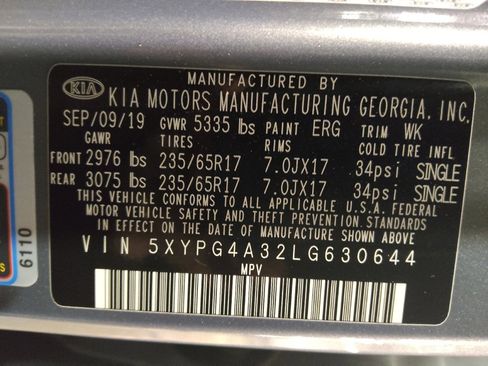 MANUFACTURED BY
KIA KIA MOTORS MANUFACTURING GEORGIA, INC.
SEP/09/19 GVWR 5335 lbs PAINT ERG TRIM WK
GAWR TIRES RIMS COLD TIRE INFL
FRONT 2976 lbs 235/65R17 7.0JX17 34psi SINGLE
REAR 3075 lbs 235/65R17 7.0JX17 34psi SINGLE
THIS VEHICLE CONFORMS TO ALL APPLICABLE U.S.A. FEDERAL
MOTOR VEHICLE SAFETY, BUMPER, AND THEFT PREVENTION STANDARDS
IN EFFECT ON THE DATE OF MANUFACTURE SHOWN ABOVE.
VIN 5XYPG4A32LG630644
MPV
6110